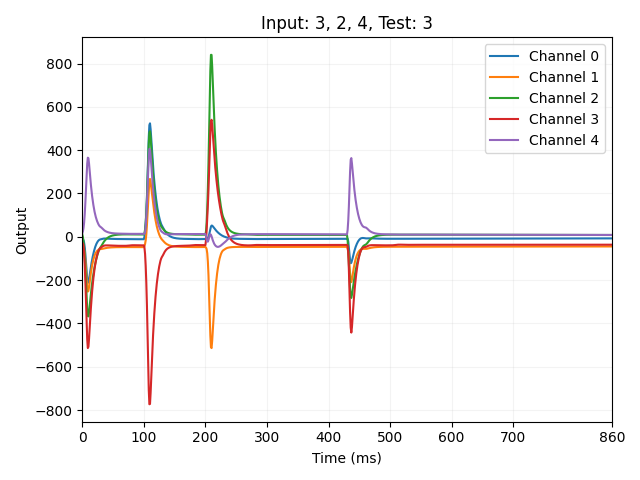 Input: 3, 2, 4, Test: 3
Channel 0
Channel 1
Channel 2
Channel 3
Channel 4
Output
800
600
400
200
0
−200
−400
−600
−800
0 100 200 300 400 500 600 700 860
Time (ms)